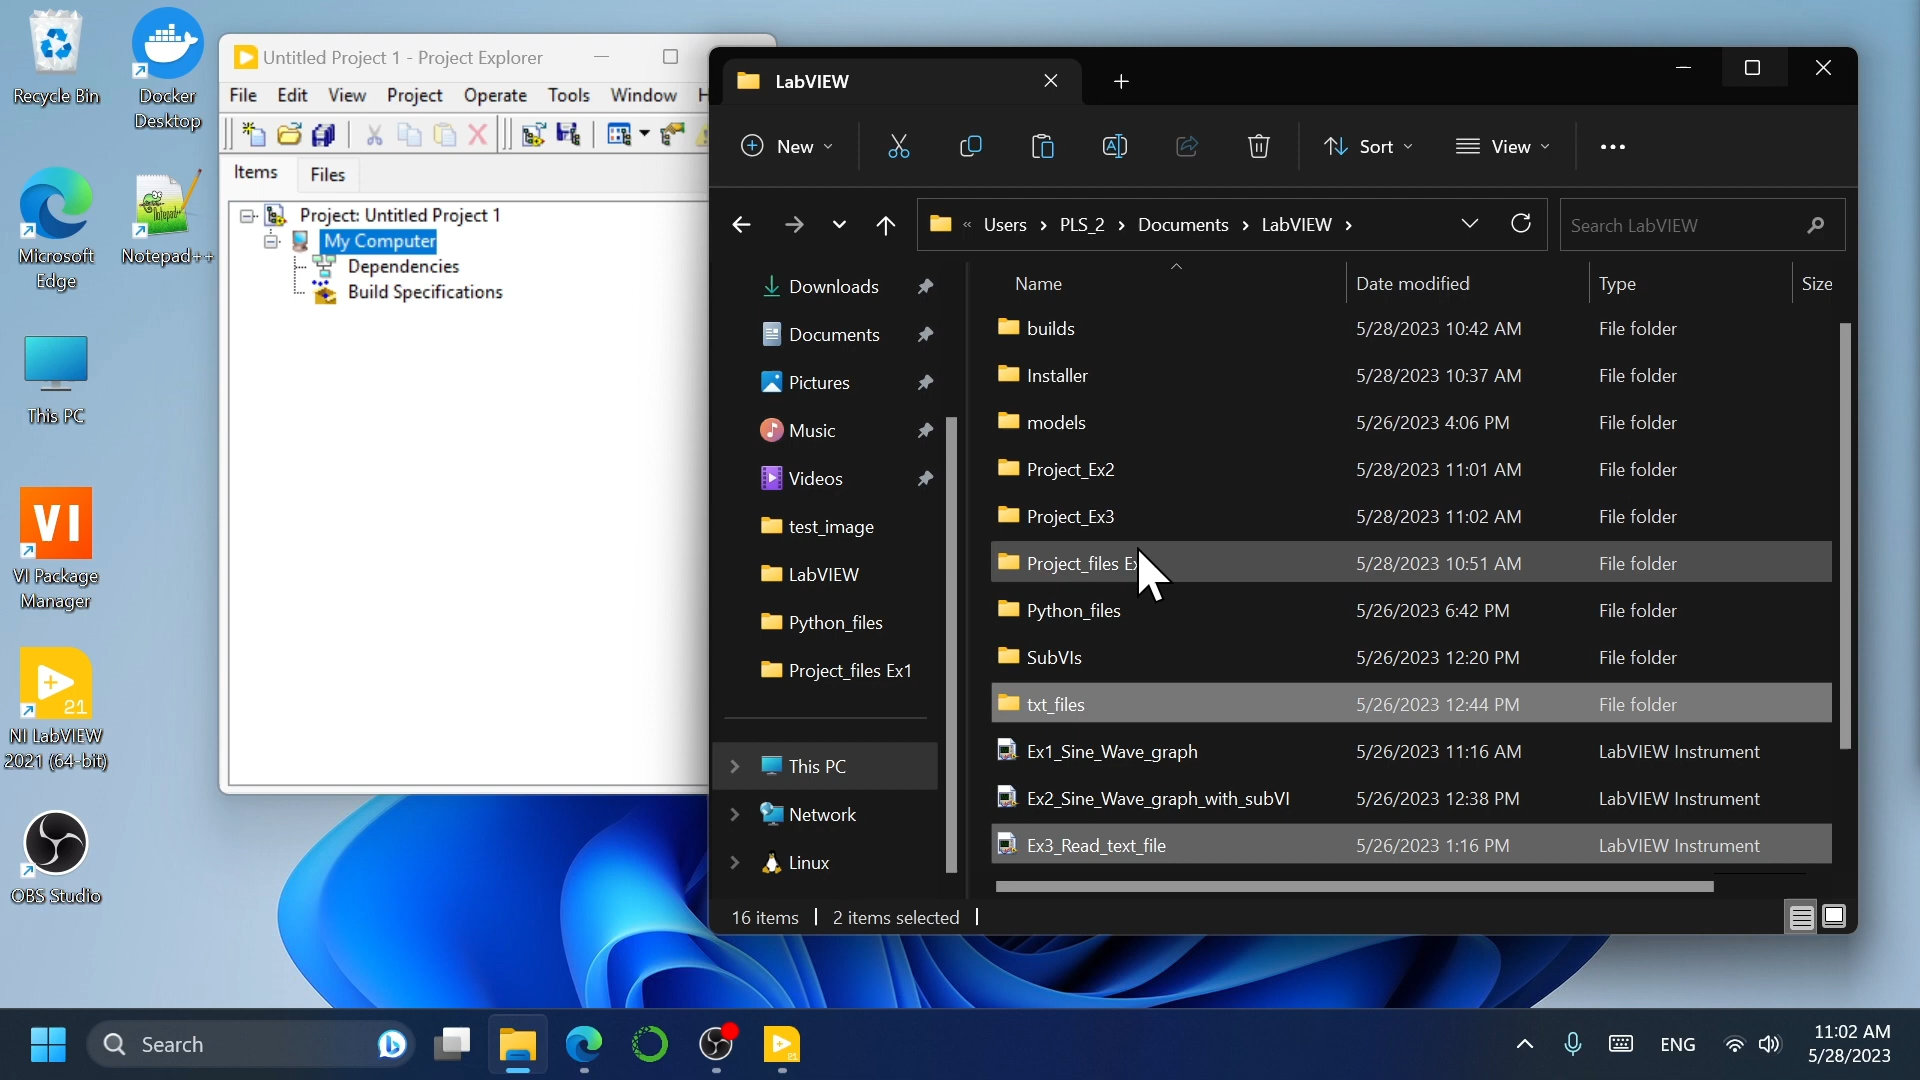 Recycle Bin
Docker
Desktop
Microsoft
Edge
Notepad++
This PC
VI
VI Package
Manager
21
NI LabVIEW
2021 (64-bit)
OBS Studio
Untitled Project 1 - Project Explorer
File Edit View Project Operate Tools Window H
Items Files
Project: Untitled Project 1
My Computer
Dependencies
Build Specifications
LabVIEW
New
Sort
View
« Users › PLS_2 › Documents › LabVIEW ›
Search LabVIEW
Downloads
Documents
Pictures
Music
Videos
test_image
LabVIEW
Python_files
Project_files Ex1
This PC
Network
Linux
Name Date modified Type Size
builds 5/28/2023 10:42 AM File folder
Installer 5/28/2023 10:37 AM File folder
models 5/26/2023 4:06 PM File folder
Project_Ex2 5/28/2023 11:01 AM File folder
Project_Ex3 5/28/2023 11:02 AM File folder
Project_files Ex 5/28/2023 10:51 AM File folder
Python_files 5/26/2023 6:42 PM File folder
SubVIs 5/26/2023 12:20 PM File folder
txt_files 5/26/2023 12:44 PM File folder
Ex1_Sine_Wave_graph 5/26/2023 11:16 AM LabVIEW Instrument
Ex2_Sine_Wave_graph_with_subVI 5/26/2023 12:38 PM LabVIEW Instrument
Ex3_Read_text_file 5/26/2023 1:16 PM LabVIEW Instrument
16 items 2 items selected
Search
ENG
11:02 AM
5/28/2023